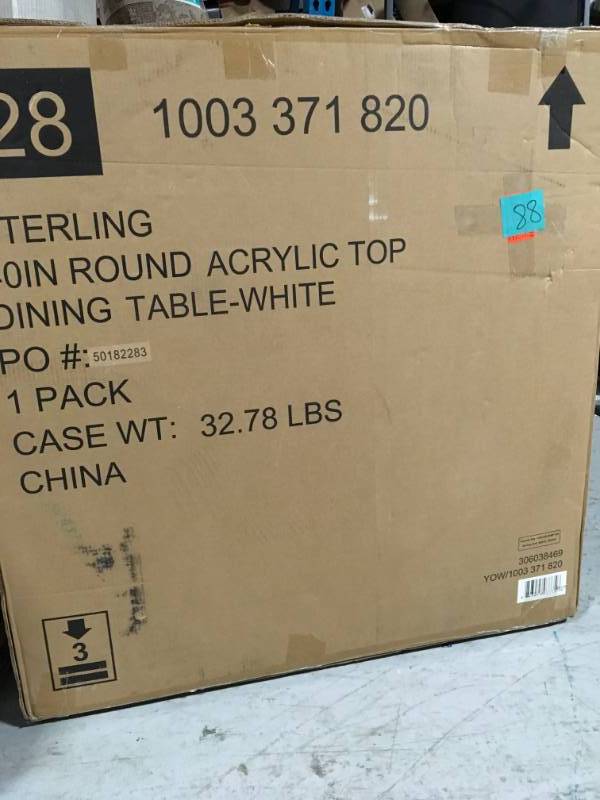 28
1003 371 820
88
TERLING
0IN ROUND ACRYLIC TOP
DINING TABLE-WHITE
PO #: 50182283
1 PACK
CASE WT: 32.78 LBS
CHINA
306038469
YOW/1003 371 820
3